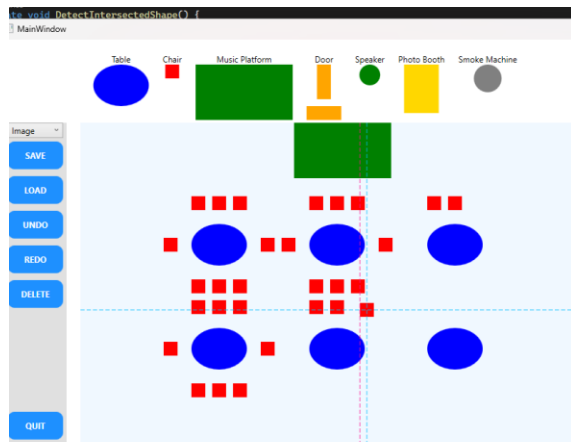 te void DetectIntersectedShape() {
MainWindow
Table Chair Music Platform Door Speaker Photo Booth Smoke Machine
Image
SAVE
LOAD
UNDO
REDO
DELETE
QUIT